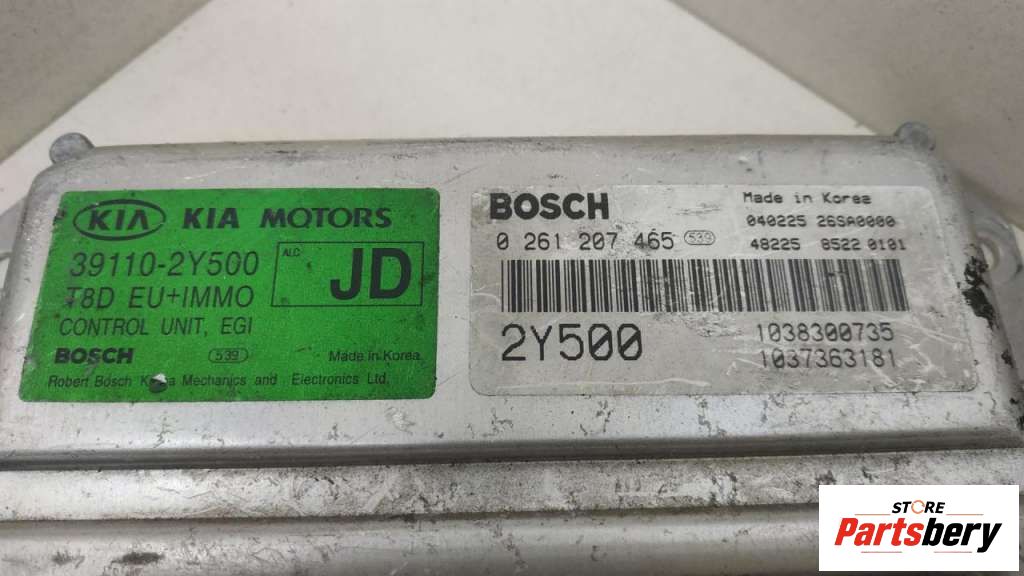 KIA KIA MOTORS
39110-2Y500
ALC
JD
T8D EU+IMMO
CONTROL UNIT, EGI
BOSCH 539 Made in Korea
Robert Bosch Korea Mechanics and Electronics Ltd.
BOSCH
Made in Korea
0 261 207 465 539
040225 26SA0000
48225 8522 0101
2Y500
1038300735
1037363181
STORE
Partsbery